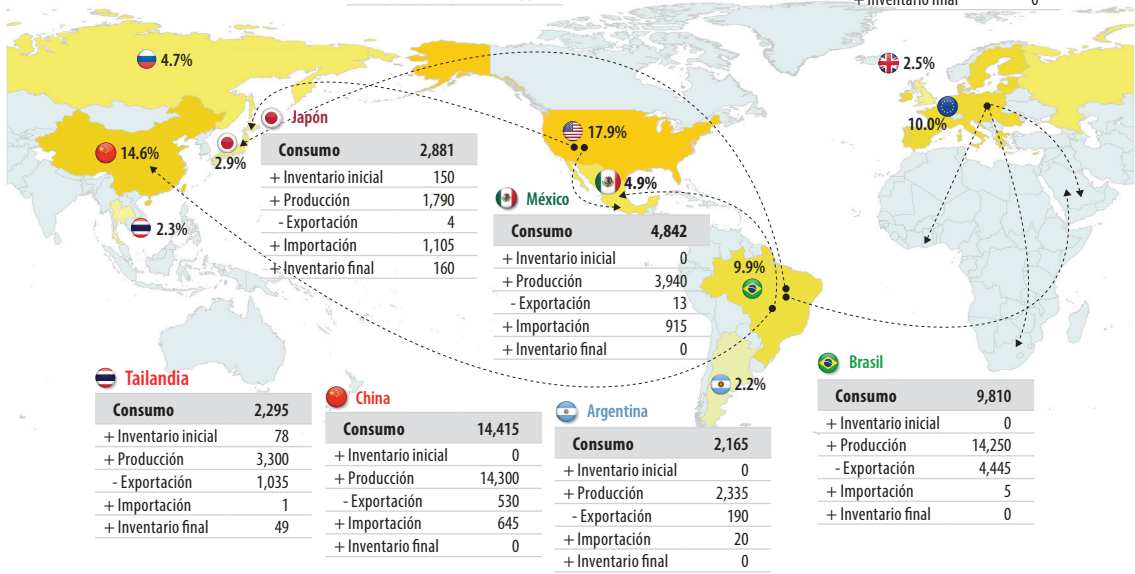 + Inventario final 0
4.7%
14.6%
2.9%
2.3%
17.9%
4.9%
9.9%
2.2%
2.5%
10.0%
Japón
Consumo 2,881
+ Inventario inicial 150
+ Producción 1,790
- Exportación 4
+ Importación 1,105
+ Inventario final 160
México
Consumo 4,842
+ Inventario inicial 0
+ Producción 3,940
- Exportación 13
+ Importación 915
+ Inventario final 0
Tailandia
Consumo 2,295
+ Inventario inicial 78
+ Producción 3,300
- Exportación 1,035
+ Importación 1
+ Inventario final 49
China
Consumo 14,415
+ Inventario inicial 0
+ Producción 14,300
- Exportación 530
+ Importación 645
+ Inventario final 0
Argentina
Consumo 2,165
+ Inventario inicial 0
+ Producción 2,335
- Exportación 190
+ Importación 20
+ Inventario final 0
Brasil
Consumo 9,810
+ Inventario inicial 0
+ Producción 14,250
- Exportación 4,445
+ Importación 5
+ Inventario final 0